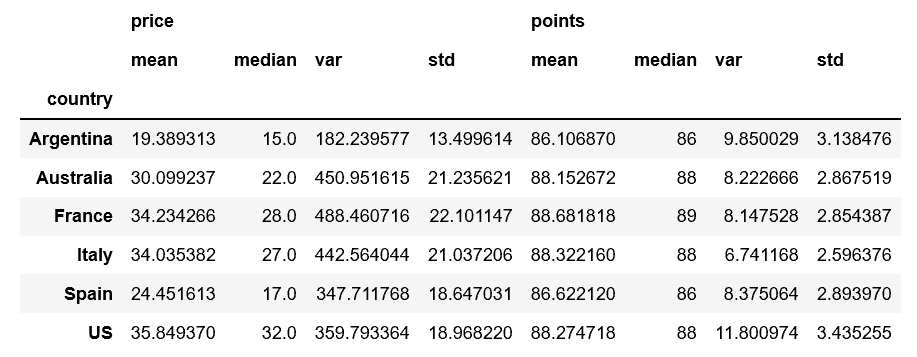 price points
mean median var std mean median var std
country
Argentina 19.389313 15.0 182.239577 13.499614 86.106870 86 9.850029 3.138476
Australia 30.099237 22.0 450.951615 21.235621 88.152672 88 8.222666 2.867519
France 34.234266 28.0 488.460716 22.101147 88.681818 89 8.147528 2.854387
Italy 34.035382 27.0 442.564044 21.037206 88.322160 88 6.741168 2.596376
Spain 24.451613 17.0 347.711768 18.647031 86.622120 86 8.375064 2.893970
US 35.849370 32.0 359.793364 18.968220 88.274718 88 11.800974 3.435255